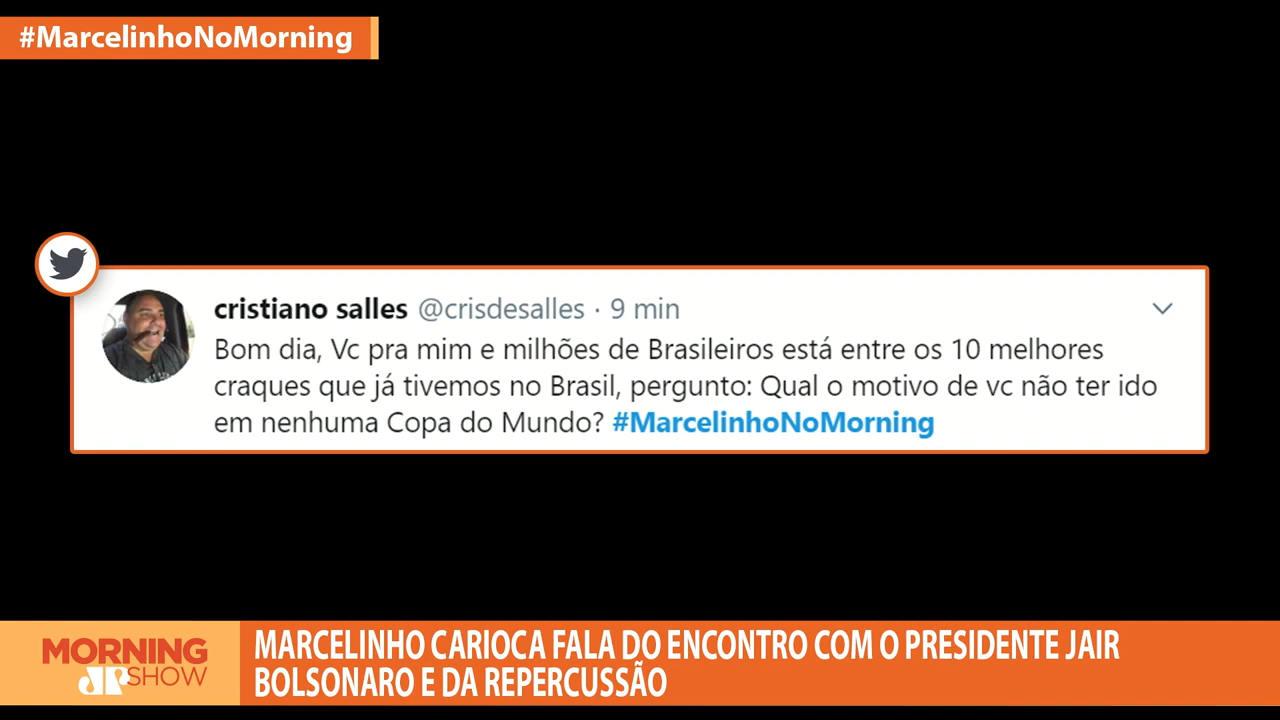 #MarcelinhoNoMorning
cristiano salles @crisdesalles · 9 min
Bom dia, Vc pra mim e milhões de Brasileiros está entre os 10 melhores
craques que já tivemos no Brasil, pergunto: Qual o motivo de vc não ter ido
em nenhuma Copa do Mundo? #MarcelinhoNoMorning
MORNING
JP SHOW
MARCELINHO CARIOCA FALA DO ENCONTRO COM O PRESIDENTE JAIR
BOLSONARO E DA REPERCUSSÃO